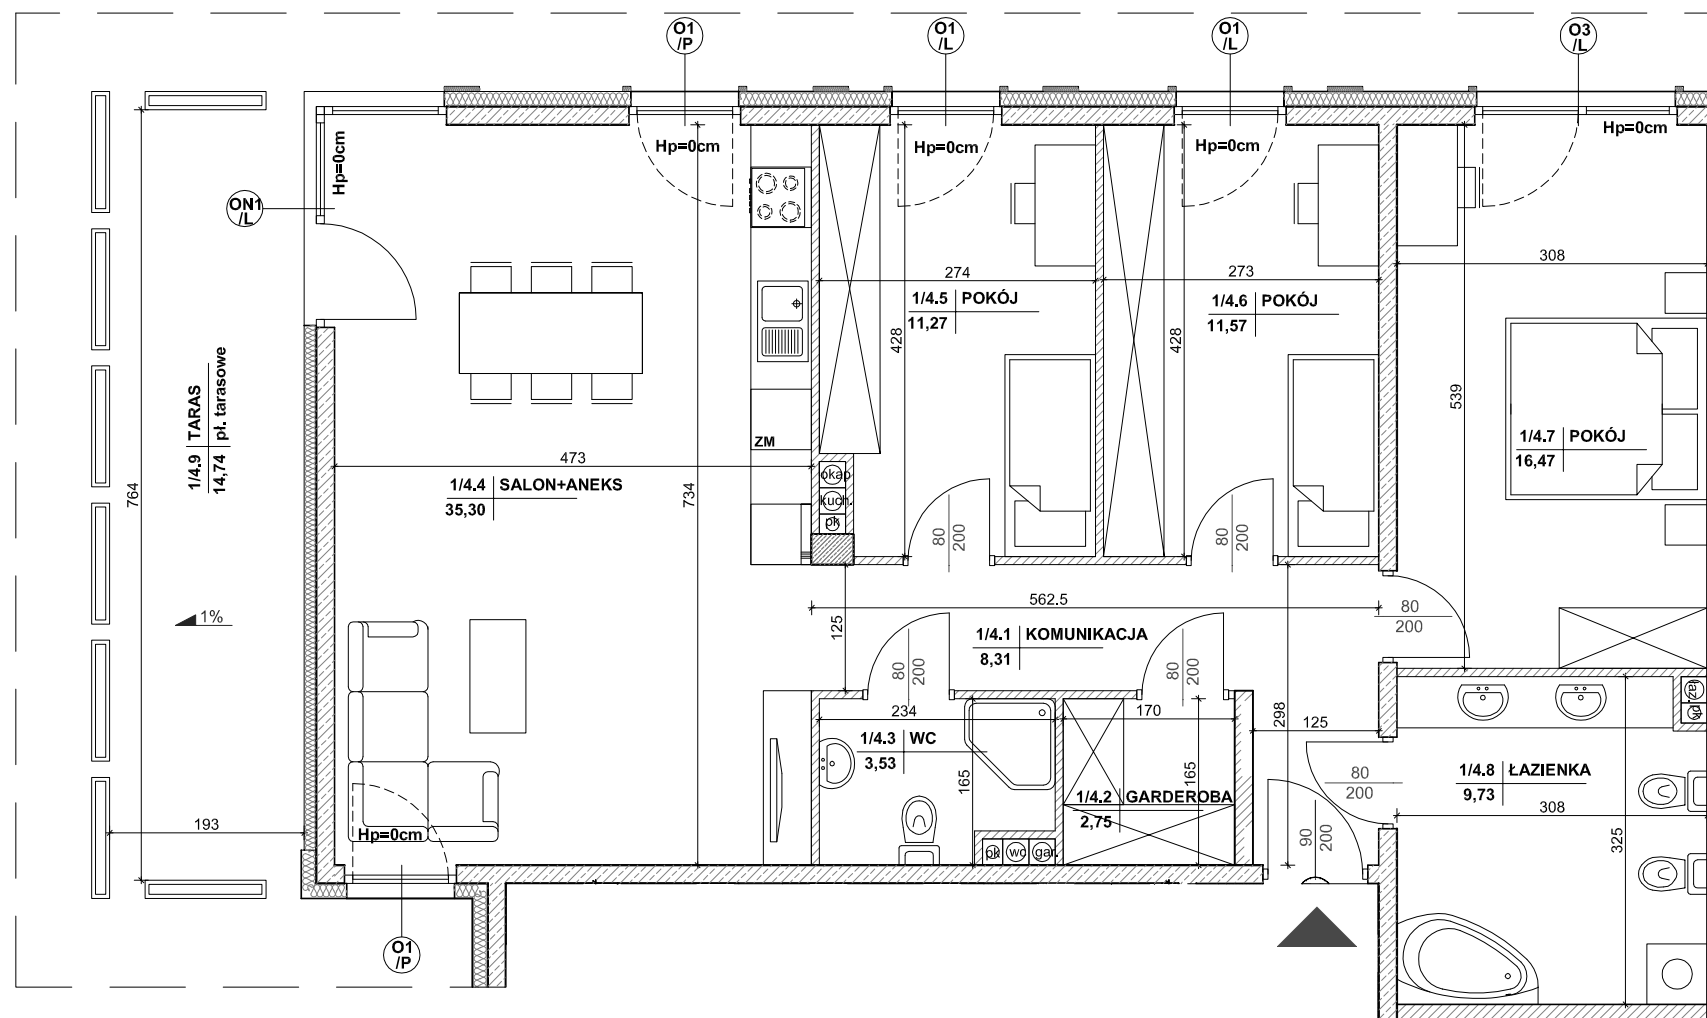 O1
/P
O1
/L
O1
/L
O3
/L
Hp=0cm
Hp=0cm
Hp=0cm
Hp=0cm
Hp=0cm
ON1
/L
274
273
308
1/4.5 POKÓJ
11,27
1/4.6 POKÓJ
11,57
428
428
539
1/4.9 TARAS
14,74 pł. tarasowe
764
ZM
473
1/4.4 SALON+ANEKS
35,30
734
okap
kuch.
pk
1/4.7 POKÓJ
16,47
80
200
80
200
562.5
80
200
1%
125
1/4.1 KOMUNIKACJA
8,31
80
200
80
200
298
125
234
170
łaz.
pk
1/4.3 WC
3,53
165
165
1/4.2 GARDEROBA
2,75
80
200
1/4.8 ŁAZIENKA
9,73
308
325
193
Hp=0cm
90
200
pk
wc
gar.
O1
/P